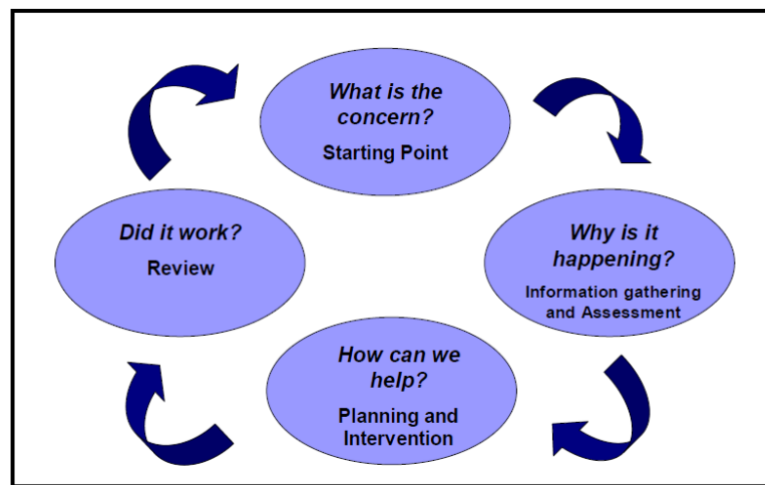 What is the
concern?
Starting Point
Why is it
happening?
Information gathering
and Assessment
How can we
help?
Planning and
Intervention
Did it work?
Review